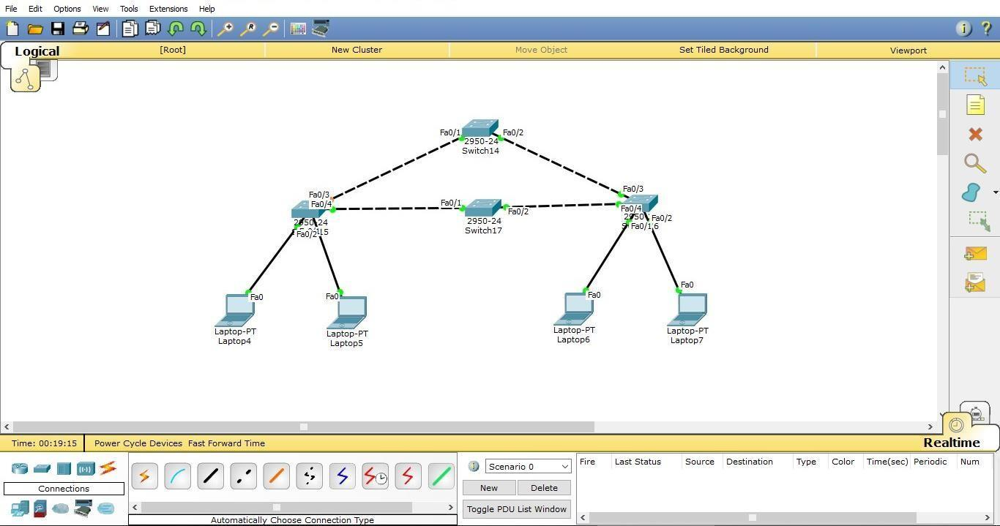 File Edit Options View Tools Extensions Help
Logical [Root] New Cluster Move Object Set Tiled Background Viewport
Fa0/1 Fa0/2
2950-24
Switch14
Fa0/3 Fa0/3
Fa0/4 Fa0/1 Fa0/2 Fa0/4 Fa0/2
2950-24 2950-24 2950
Fa0/2 Switch17 Fa0/1
Fa0 Fa0 Fa0 Fa0
Laptop-PT Laptop-PT Laptop-PT Laptop-PT
Laptop4 Laptop5 Laptop6 Laptop7
Time: 00:19:15 Power Cycle Devices Fast Forward Time Realtime
Connections
Automatically Choose Connection Type
Scenario 0
New Delete
Toggle PDU List Window
Fire Last Status Source Destination Type Color Time(sec) Periodic Num